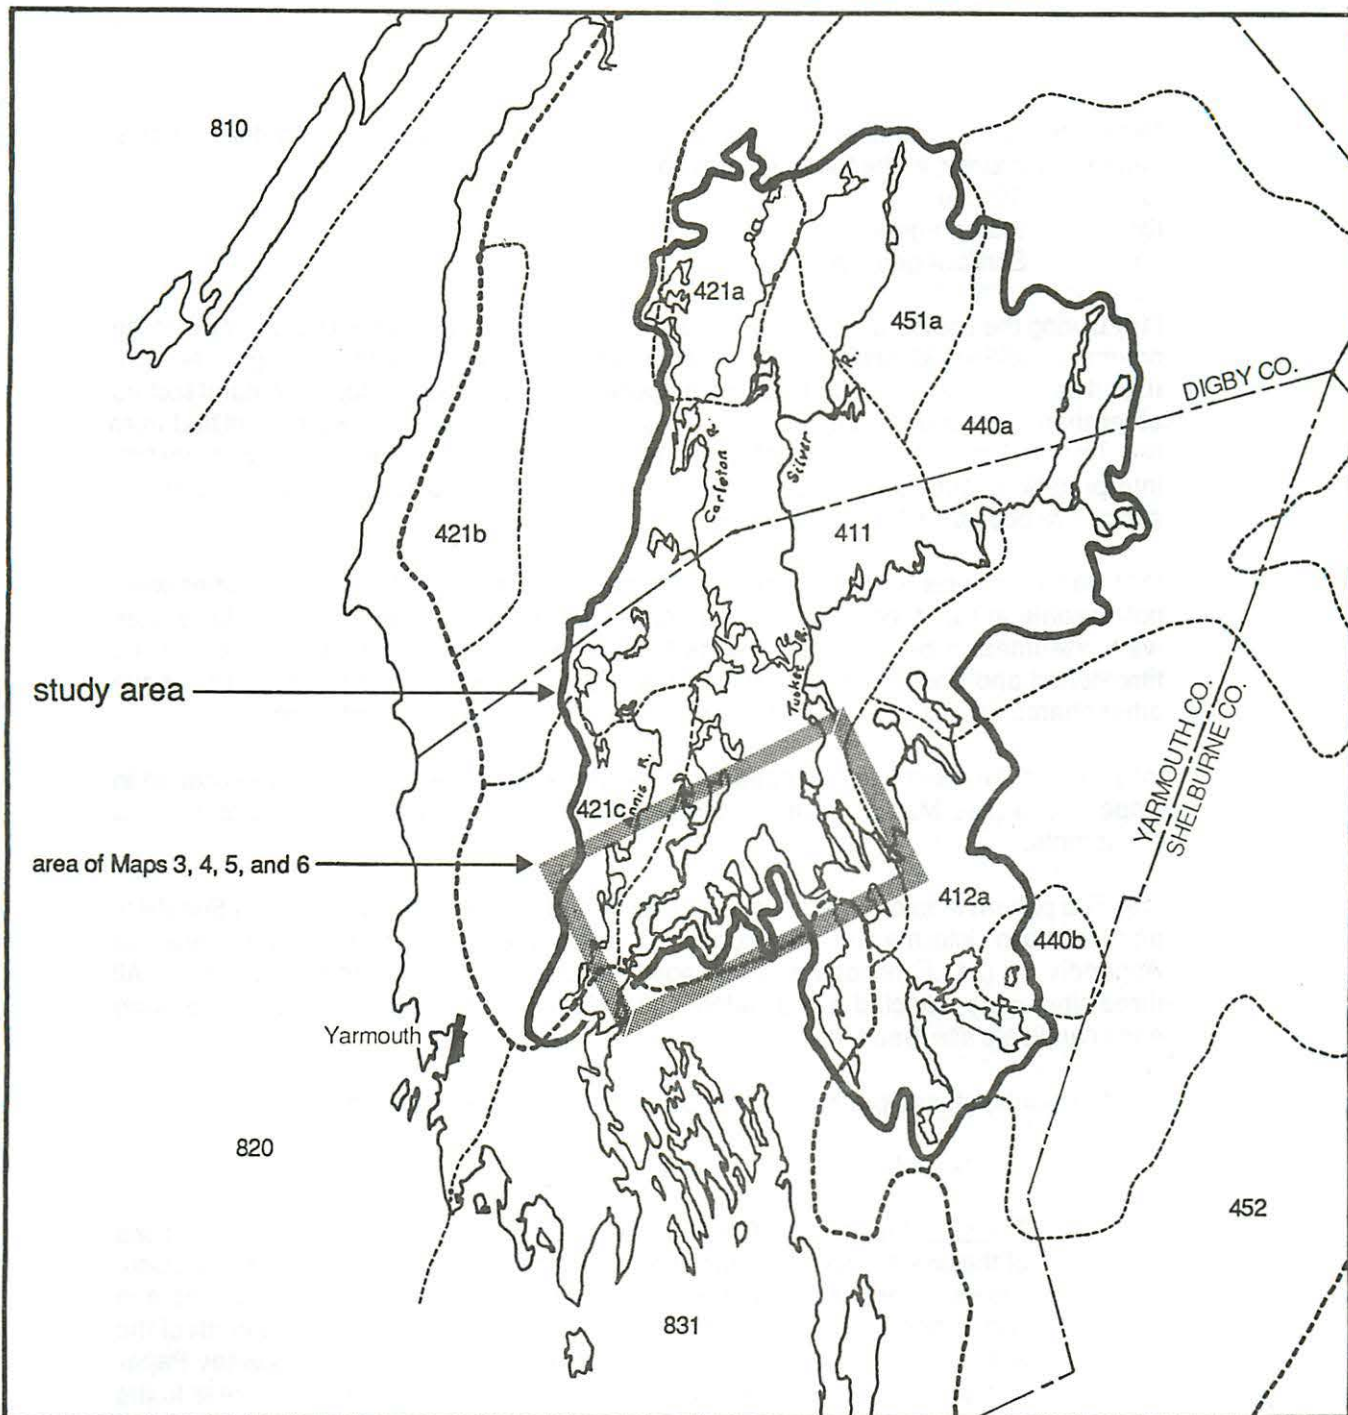 810
421a
451a
DIGBY CO.
440a
Carleton R.
Silver R.
421b
411
study area
Tusket R.
YARMOUTH CO.
SHELBURNE CO.
421c
area of Maps 3, 4, 5, and 6
412a
440b
Yarmouth
820
452
831